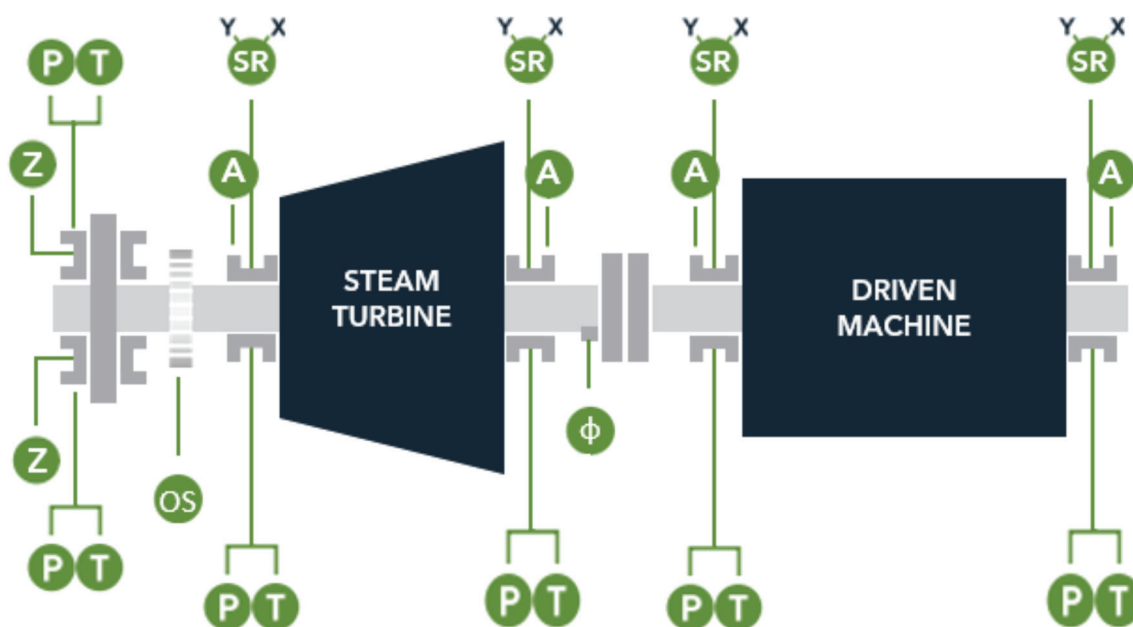 Y X Y X Y X Y X
P T SR SR SR SR
Z A A A A
STEAM
TURBINE
DRIVEN
MACHINE
Z OS ϕ
P T P T P T P T P T